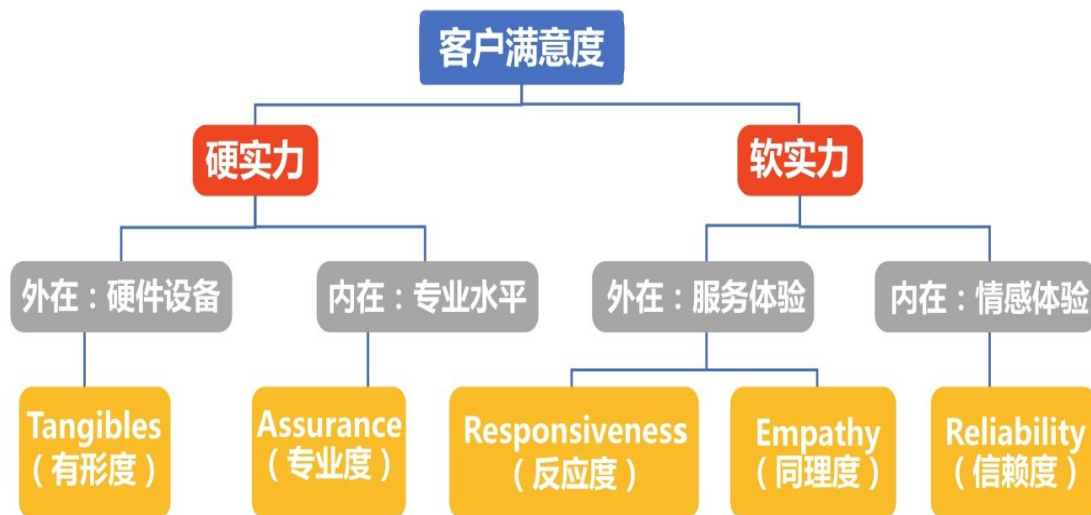 客户满意度
硬实力
软实力
外在：硬件设备
内在：专业水平
外在：服务体验
内在：情感体验
Tangibles
（有形度）
Assurance
（专业度）
Responsiveness
（反应度）
Empathy
（同理度）
Reliability
（信赖度）